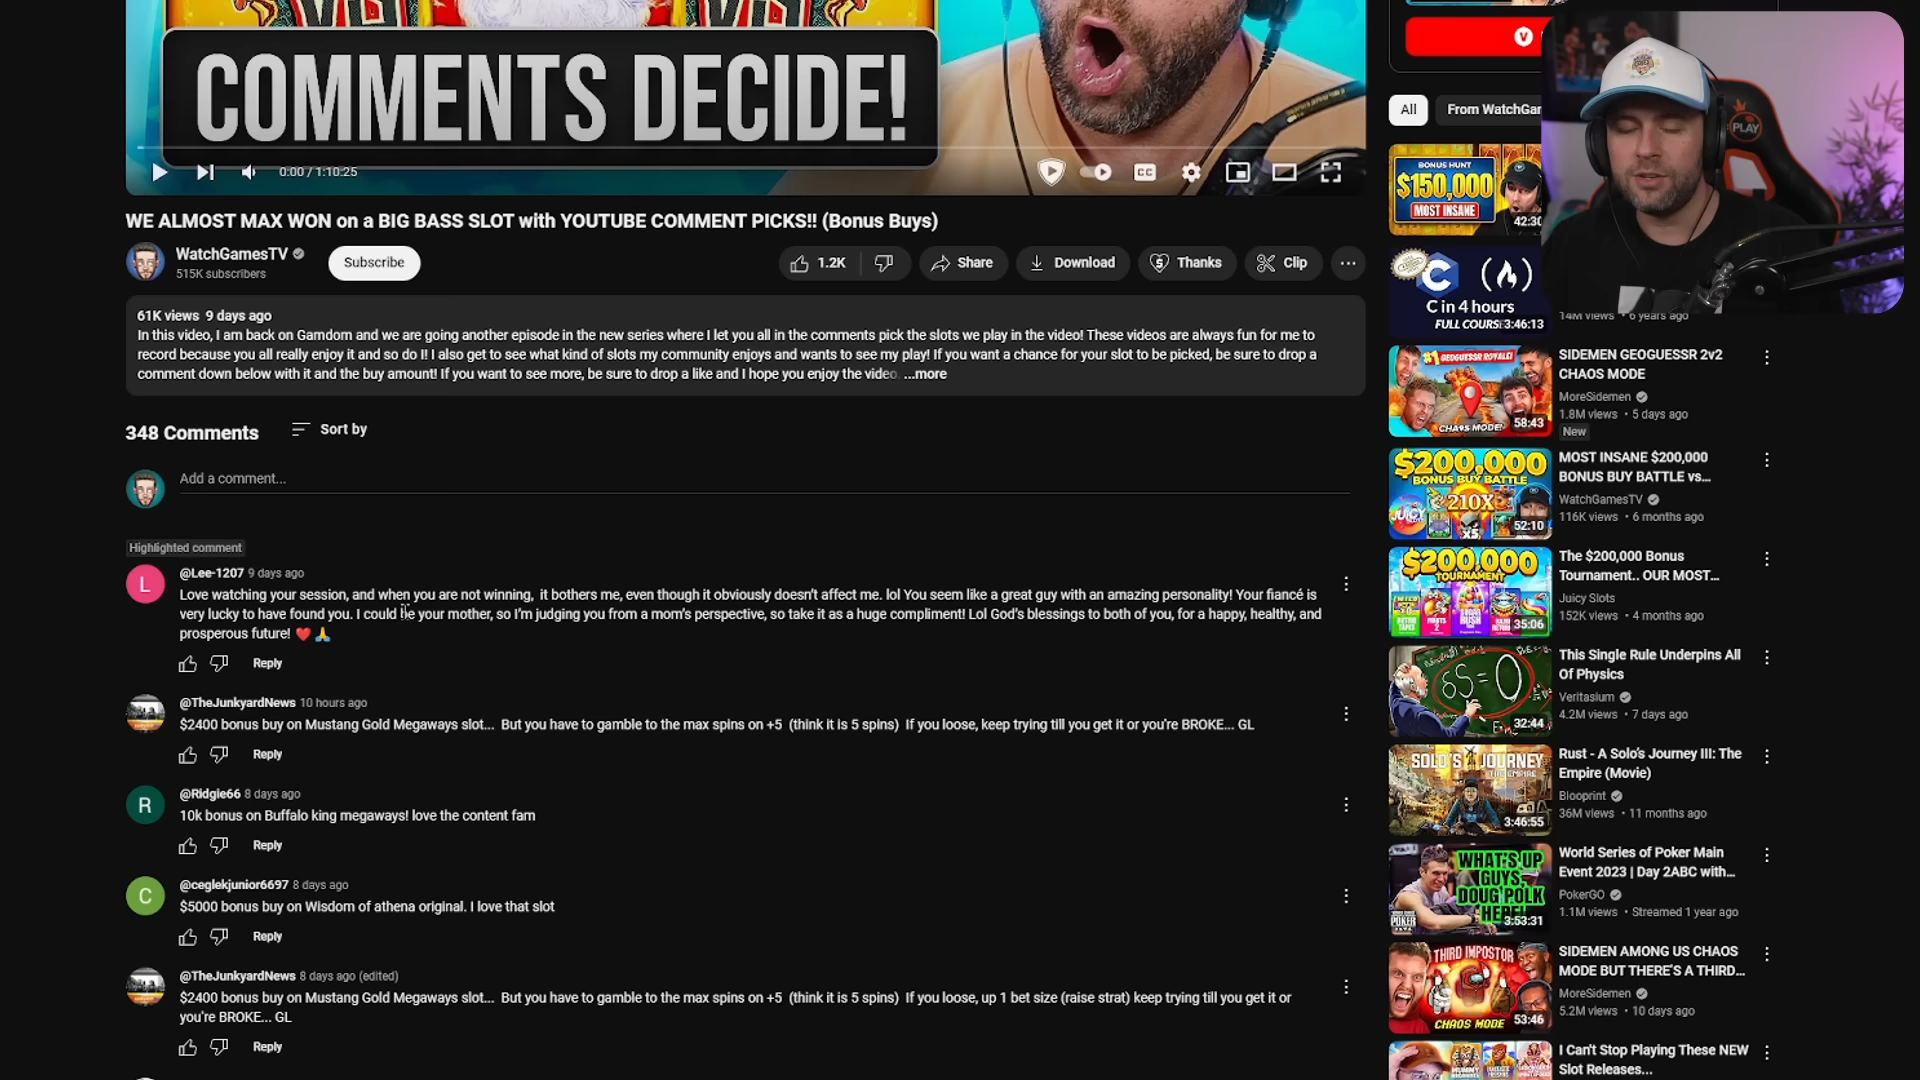 COMMENTS DECIDE!
0:00 / 1:10:25
CC
WE ALMOST MAX WON on a BIG BASS SLOT with YOUTUBE COMMENT PICKS!! (Bonus Buys)
WatchGamesTV
515K subscribers
Subscribe
1.2K
Share
Download
Thanks
Clip
61K views 9 days ago
In this video, I am back on Gamdom and we are going another episode in the new series where I let you all in the comments pick the slots we play in the video! These videos are always fun for me to
record because you all really enjoy it and so do I! I also get to see what kind of slots my community enjoys and wants to see my play! If you want a chance for your slot to be picked, be sure to drop a
comment down below with it and the buy amount! If you want to see more, be sure to drop a like and I hope you enjoy the video. ...more
348 Comments
Sort by
Add a comment...
Highlighted comment
L
@Lee-1207 9 days ago
Love watching your session, and when you are not winning, it bothers me, even though it obviously doesn't affect me. lol You seem like a great guy with an amazing personality! Your fiancé is
very lucky to have found you. I could be your mother, so I'm judging you from a mom's perspective, so take it as a huge compliment! Lol God's blessings to both of you, for a happy, healthy, and
prosperous future! ❤️ 🙏
Reply
@TheJunkyardNews 10 hours ago
$2400 bonus buy on Mustang Gold Megaways slot... But you have to gamble to the max spins on +5 (think it is 5 spins) If you loose, keep trying till you get it or you're BROKE... GL
Reply
R
@Ridgie66 8 days ago
10k bonus on Buffalo king megaways! love the content fam
Reply
C
@ceglekjunior6697 8 days ago
$5000 bonus buy on Wisdom of athena original. I love that slot
Reply
@TheJunkyardNews 8 days ago (edited)
$2400 bonus buy on Mustang Gold Megaways slot... But you have to gamble to the max spins on +5 (think it is 5 spins) If you loose, up 1 bet size (raise strat) keep trying till you get it or
you're BROKE... GL
Reply
V
All
From WatchGam
PLAY
BONUS HUNT
$150,000
MOST INSANE
42:30
C
C in 4 hours
FULL COURSE
3:46:13
14M views • 6 years ago
#1 GEOGUESSR ROYALE!
CHAOS MODE!
58:43
SIDEMEN GEOGUESSR 2v2
CHAOS MODE
MoreSidemen
1.8M views • 5 days ago
New
$200,000
BONUS BUY BATTLE
210X
JUICY
X5
52:10
MOST INSANE $200,000
BONUS BUY BATTLE vs...
WatchGamesTV
116K views • 6 months ago
$200,000
TOURNAMENT
35:06
The $200,000 Bonus
Tournament.. OUR MOST...
Juicy Slots
152K views • 4 months ago
δS=0
32:44
This Single Rule Underpins All
Of Physics
Veritasium
4.2M views • 7 days ago
SOLO'S JOURNEY
THE EMPIRE
3:46:55
Rust - A Solo's Journey III: The
Empire (Movie)
Blooprint
36M views • 11 months ago
WHAT'S UP
GUYS,
DOUG POLK
HERE!
3:53:31
World Series of Poker Main
Event 2023 | Day 2ABC with...
PokerGO
1.1M views • Streamed 1 year ago
THIRD IMPOSTOR
CHAOS MODE
53:46
SIDEMEN AMONG US CHAOS
MODE BUT THERE'S A THIRD...
MoreSidemen
5.2M views • 10 days ago
I Can't Stop Playing These NEW
Slot Releases...